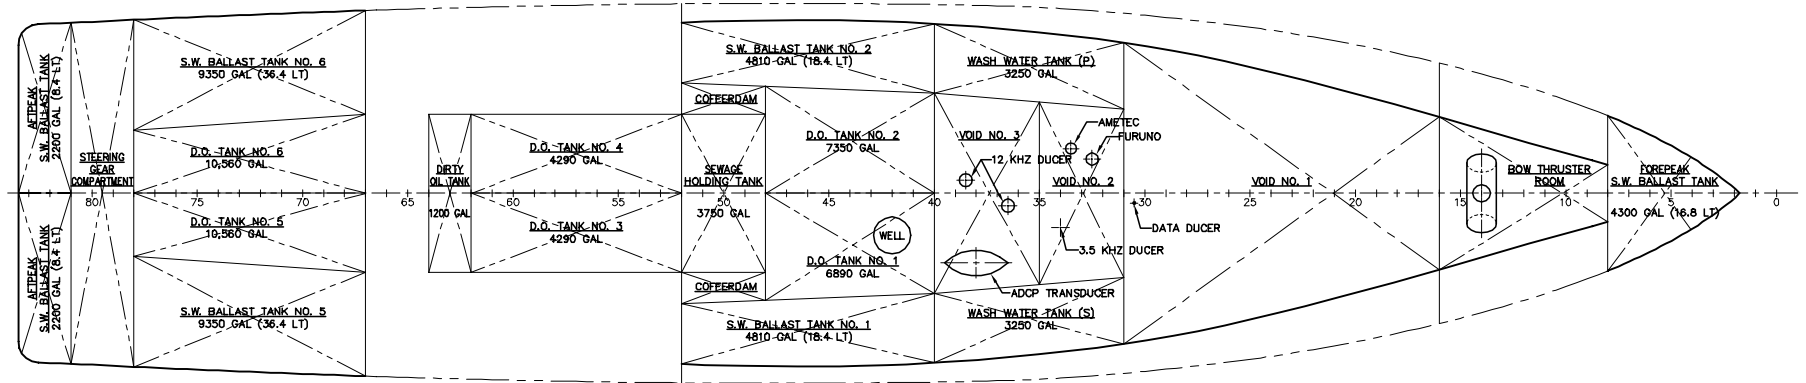 AFTPEAK
S.W. BALLAST TANK
2200 GAL (8.4 LT)
AFTPEAK
S.W. BALLAST TANK
2200 GAL (8.4 LT)
STEERING
GEAR
COMPARTMENT
S.W. BALLAST TANK NO. 6
9350 GAL (36.4 LT)
D.O. TANK NO. 6
10,560 GAL
D.O. TANK NO. 5
10,560 GAL
S.W. BALLAST TANK NO. 5
9350 GAL (36.4 LT)
DIRTY
OIL TANK
1200 GAL
D.O. TANK NO. 4
4290 GAL
D.O. TANK NO. 3
4290 GAL
S.W. BALLAST TANK NO. 2
4810 GAL (18.4 LT)
COFFERDAM
SEWAGE
HOLDING TANK
3750 GAL
COFFERDAM
S.W. BALLAST TANK NO. 1
4810 GAL (18.4 LT)
D.O. TANK NO. 2
7350 GAL
WELL
D.O. TANK NO. 1
6890 GAL
WASH WATER TANK (P)
3250 GAL
VOID NO. 3
12 KHZ DUCER
AMETEC
FURUNO
VOID NO. 2
DATA DUCER
3.5 KHZ DUCER
ADCP TRANSDUCER
WASH WATER TANK (S)
3250 GAL
VOID NO. 1
BOW THRUSTER
ROOM
FOREPEAK
S.W. BALLAST TANK
4300 GAL (16.8 LT)
80 75 70 65 60 55 50 45 40 35 30 25 20 15 10 5 0